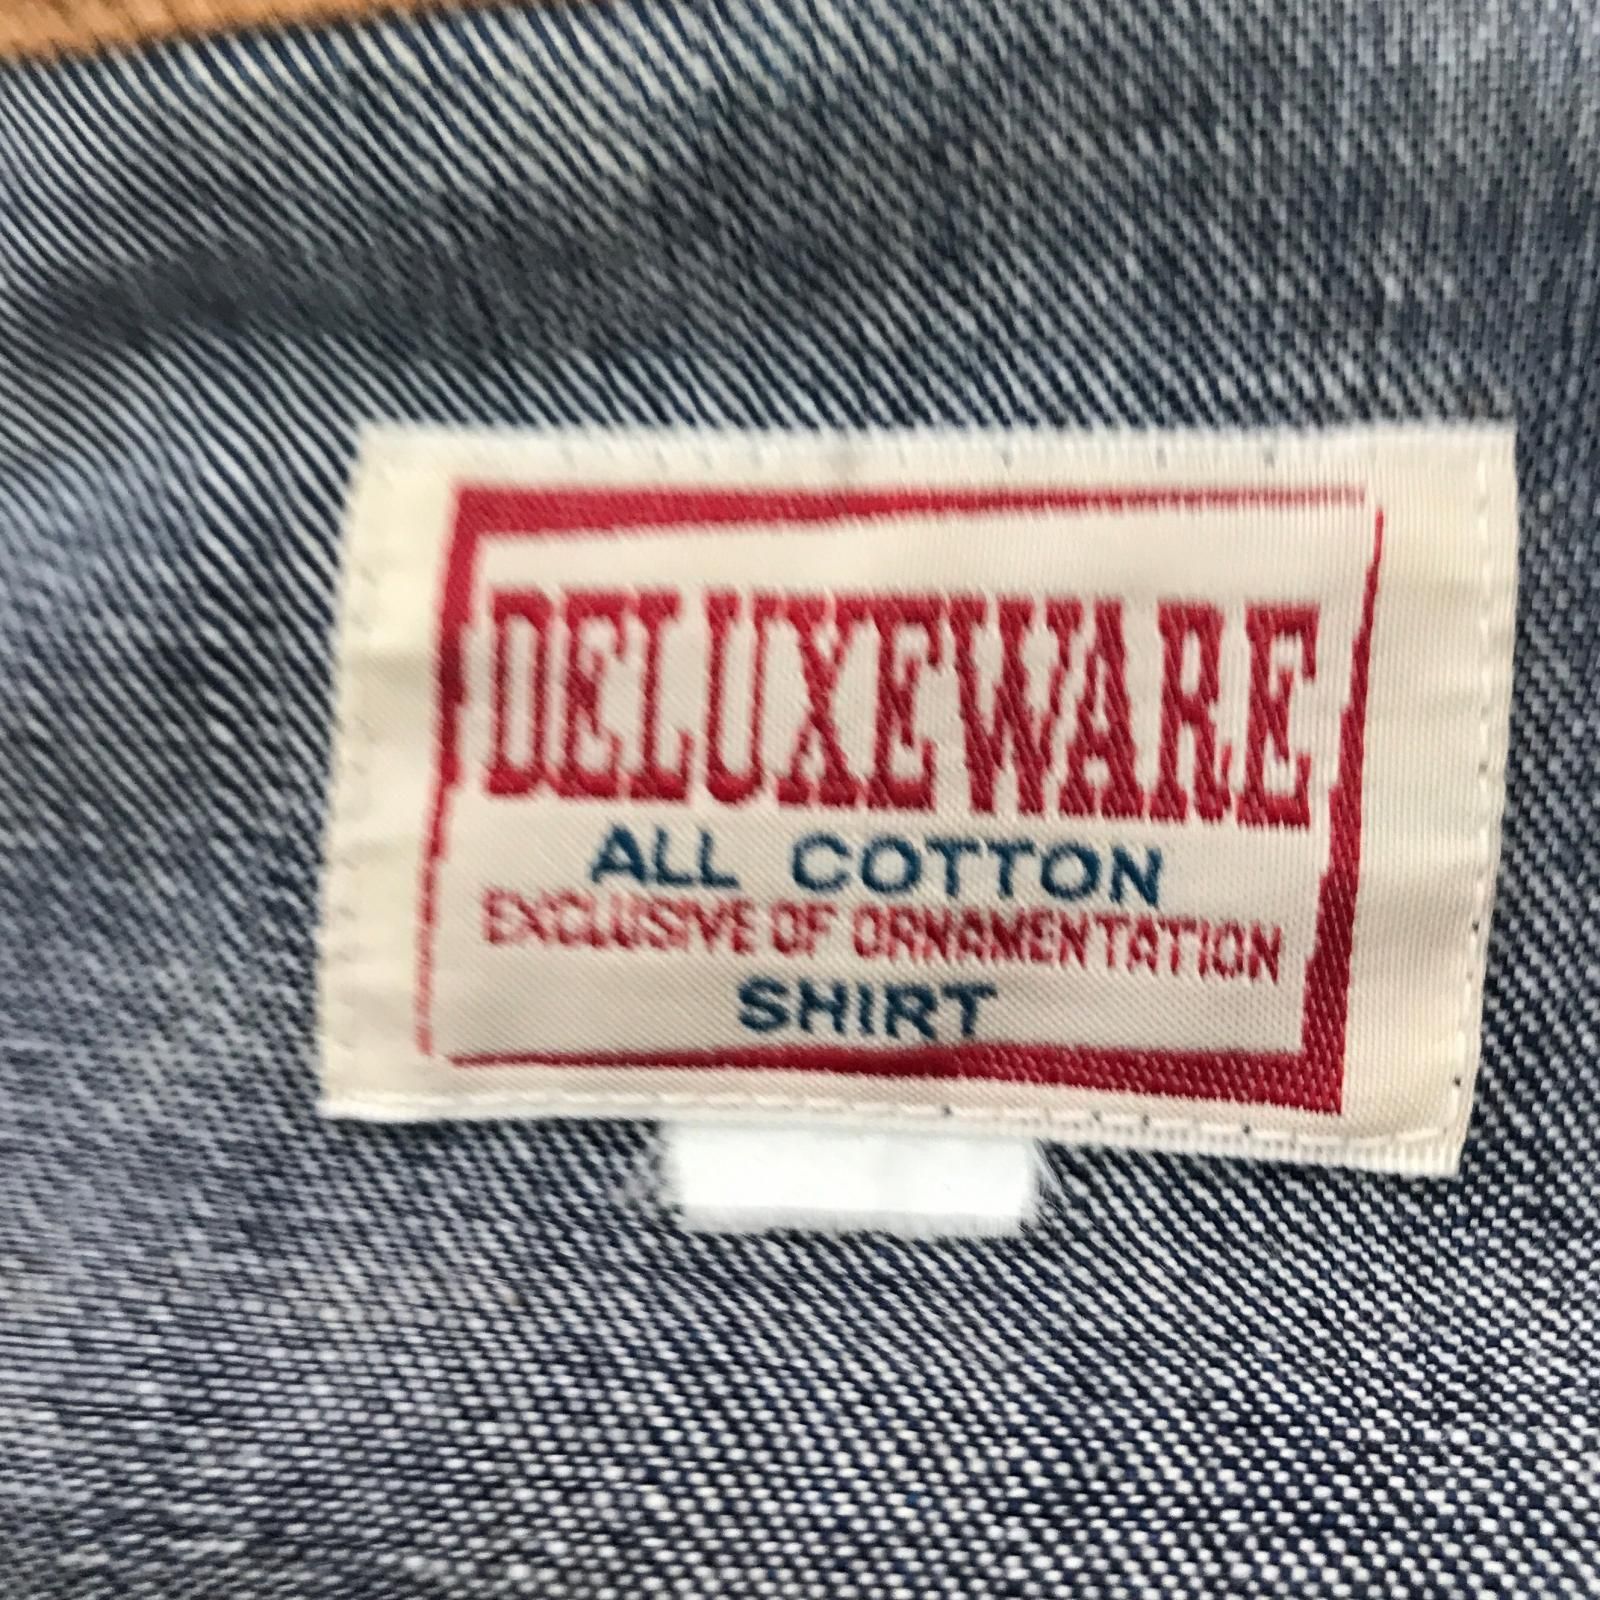 DELUXEWARE
ALL COTTON
EXCLUSIVE OF ORNAMENTATION
SHIRT